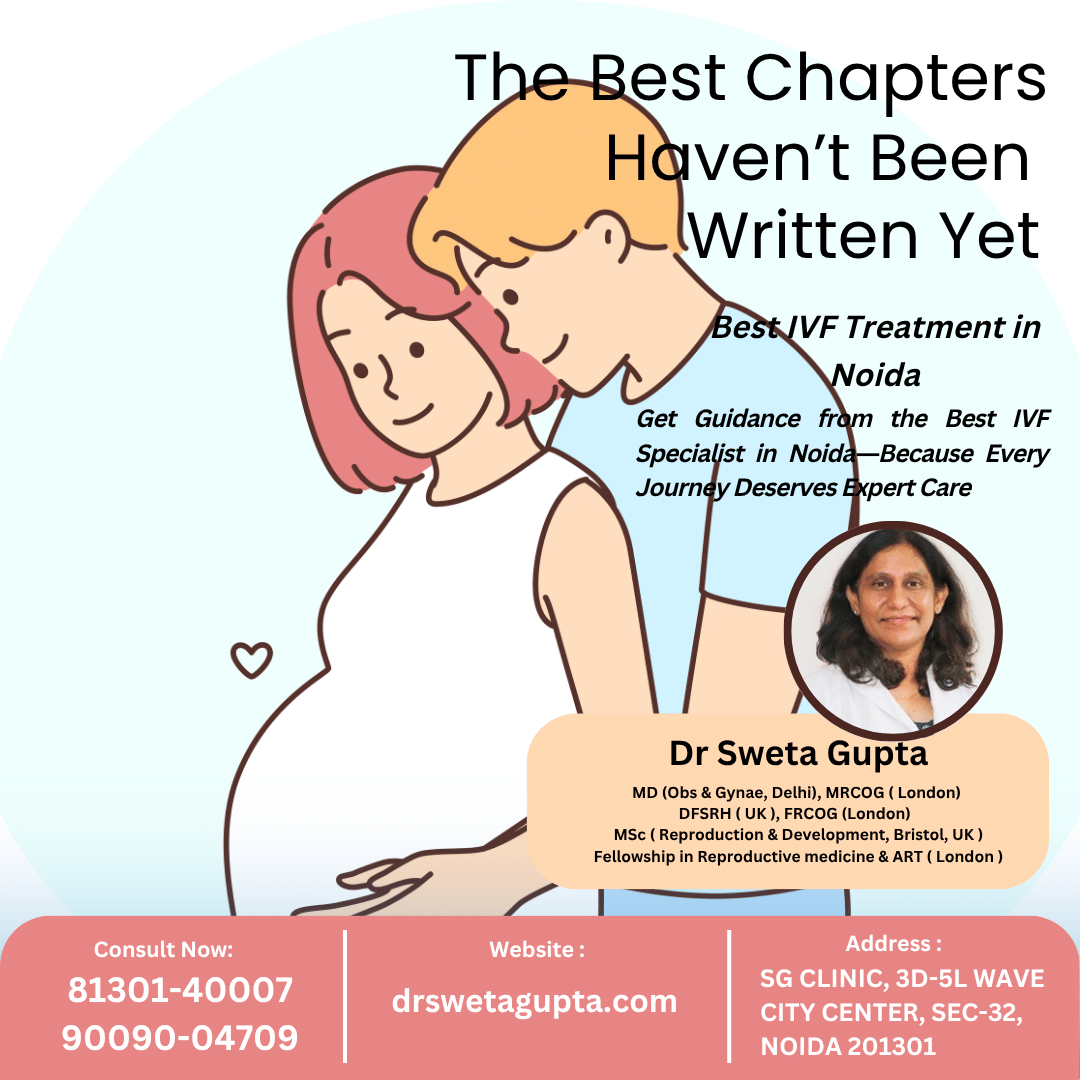 The Best Chapters
Haven’t Been
Written Yet
Best IVF Treatment in
Noida
Get Guidance from the Best IVF
Specialist in Noida—Because Every
Journey Deserves Expert Care
Dr Sweta Gupta
MD (Obs & Gynae, Delhi), MRCOG ( London)
DFSRH ( UK ), FRCOG (London)
MSc ( Reproduction & Development, Bristol, UK )
Fellowship in Reproductive medicine & ART ( London )
Consult Now:
81301-40007
90090-04709
Website :
drswetagupta.com
Address :
SG CLINIC, 3D-5L WAVE
CITY CENTER, SEC-32,
NOIDA 201301